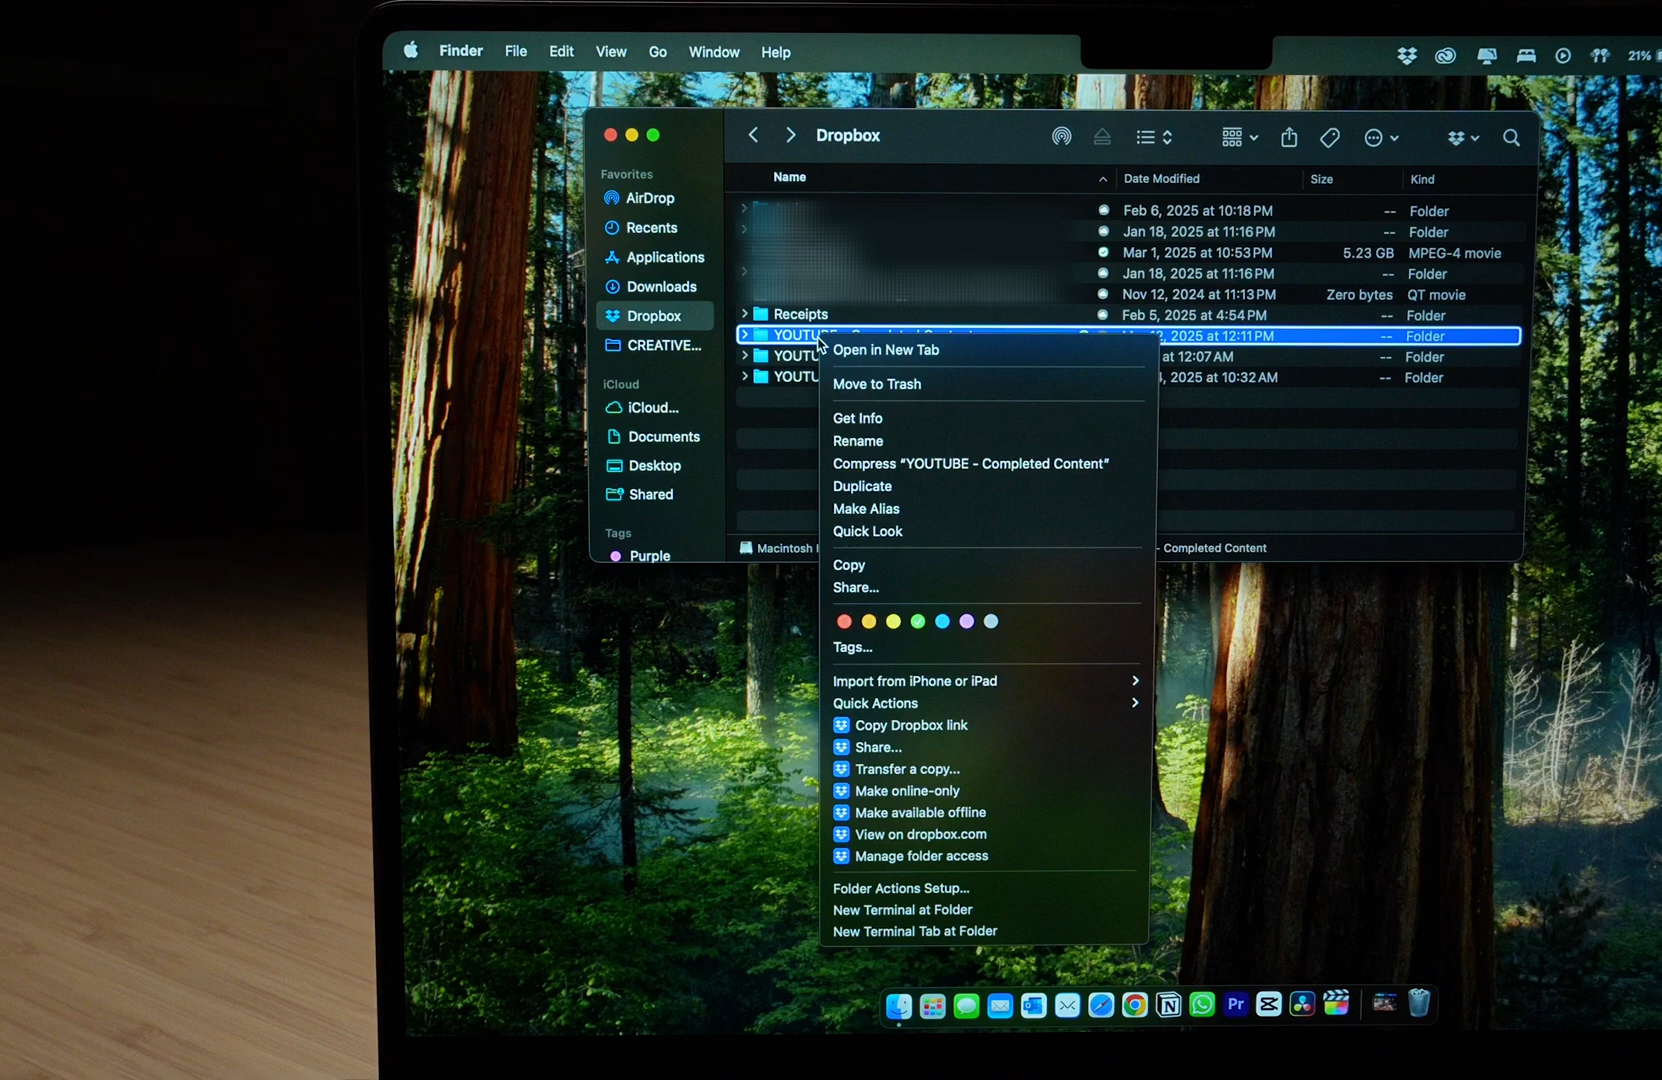 Finder File Edit View Go Window Help 21%
Dropbox
Name Date Modified Size Kind
Favorites
AirDrop
Recents
Applications
Downloads
Dropbox
CREATIVE...
iCloud
iCloud...
Documents
Desktop
Shared
Tags
Purple
Feb 6, 2025 at 10:18 PM -- Folder
Jan 18, 2025 at 11:16 PM -- Folder
Mar 1, 2025 at 10:53 PM 5.23 GB MPEG-4 movie
Jan 18, 2025 at 11:16 PM -- Folder
Nov 12, 2024 at 11:13 PM Zero bytes QT movie
Receipts Feb 5, 2025 at 4:54 PM -- Folder
YOUTUBE - Completed Content 2, 2025 at 12:11 PM -- Folder
YOUTU at 12:07 AM -- Folder
YOUTU , 2025 at 10:32 AM -- Folder
Macintosh - Completed Content
Open in New Tab
Move to Trash
Get Info
Rename
Compress “YOUTUBE - Completed Content”
Duplicate
Make Alias
Quick Look
Copy
Share...
Tags...
Import from iPhone or iPad
Quick Actions
Copy Dropbox link
Share...
Transfer a copy...
Make online-only
Make available offline
View on dropbox.com
Manage folder access
Folder Actions Setup...
New Terminal at Folder
New Terminal Tab at Folder
Pr